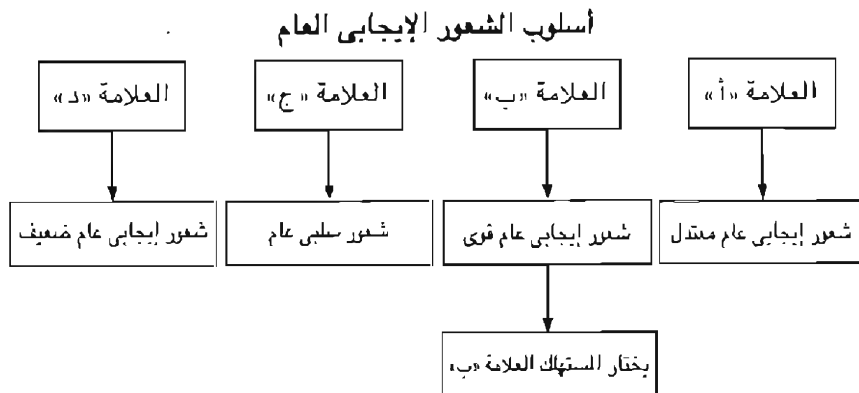 أسلوب الشعور الإيجابى العام
العلامة «أ»
العلامة «ب»
العلامة «ج»
العلامة «د»
شعور إيجابى عام معتدل
شعور إيجابى عام قوى
شعور سلبى عام
شعور إيجابى عام ضعيف
يختار المستهلك العلامة «ب»